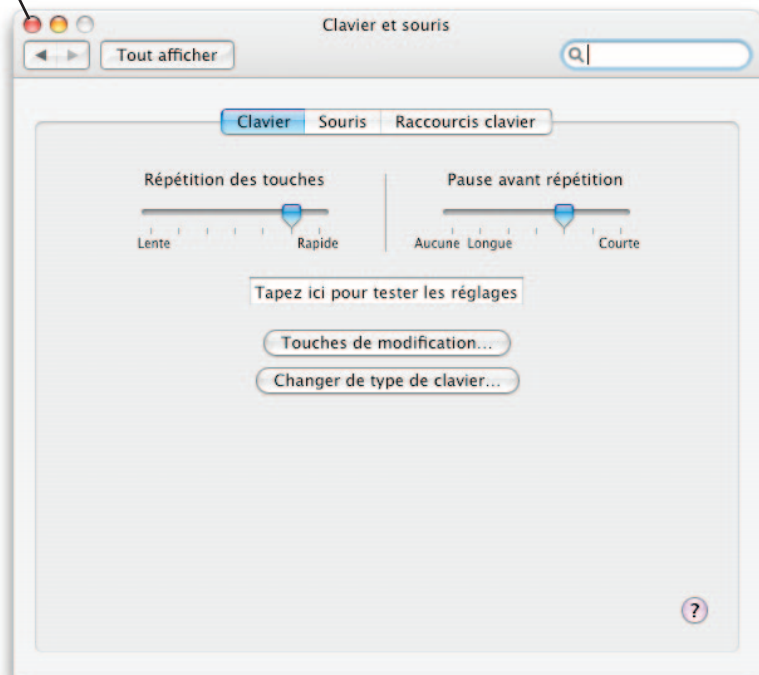 Clavier et souris
Tout afficher
Clavier Souris Raccourcis clavier
Répétition des touches Pause avant répétition
Lente Rapide Aucune Longue Courte
Tapez ici pour tester les réglages
Touches de modification...
Changer de type de clavier...
?